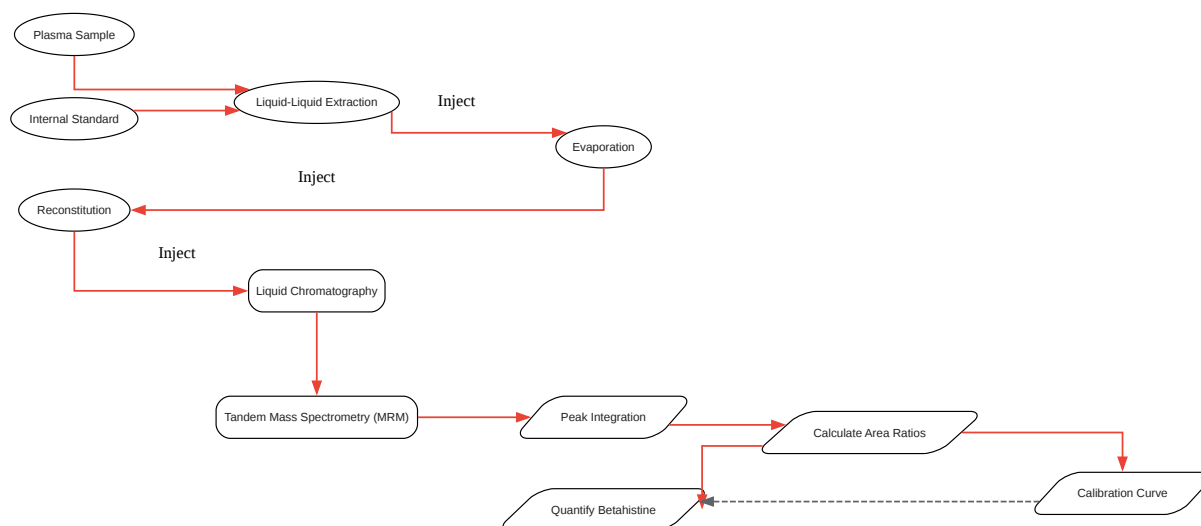 Plasma Sample
Liquid-Liquid Extraction
Inject
Internal Standard
Evaporation
Inject
Reconstitution
Inject
Liquid Chromatography
Tandem Mass Spectrometry (MRM)
Peak Integration
Calculate Area Ratios
Calibration Curve
Quantify Betahistine